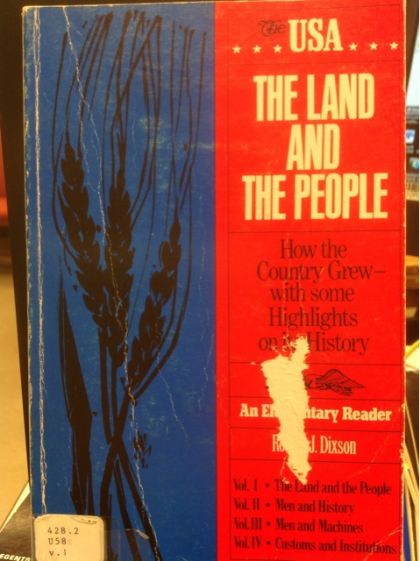 The USA
THE LAND
AND
THE PEOPLE
How the
Country Grew—
with some
Highlights
on History
An Reader
J. Dixson
Vol. I • The Land and the People
Vol. II • Men and History
Vol. III • Men and Machines
Vol. IV • Customs and Institutions
428.2
U58
v.1
EGENTS